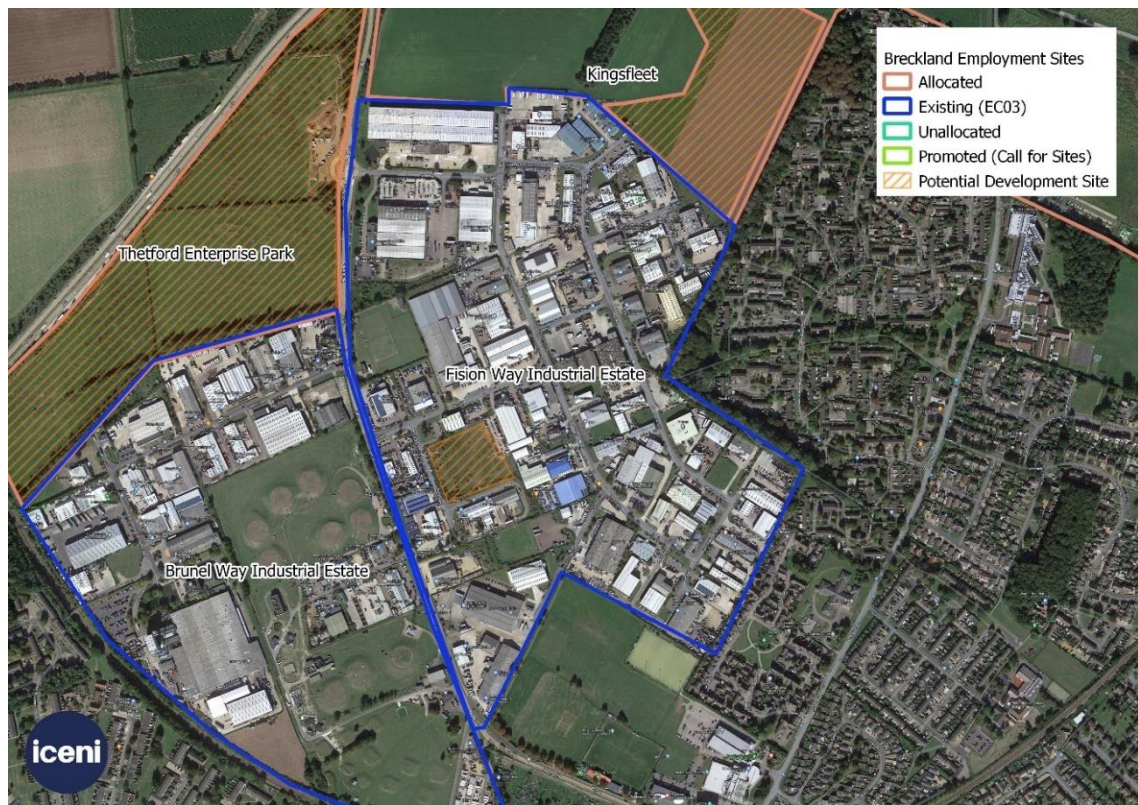 Kingsfleet
Breckland Employment Sites
Allocated
Existing (EC03)
Unallocated
Promoted (Call for Sites)
Potential Development Site
Thetford Enterprise Park
Fision Way Industrial Estate
Brunel Way Industrial Estate
iceni